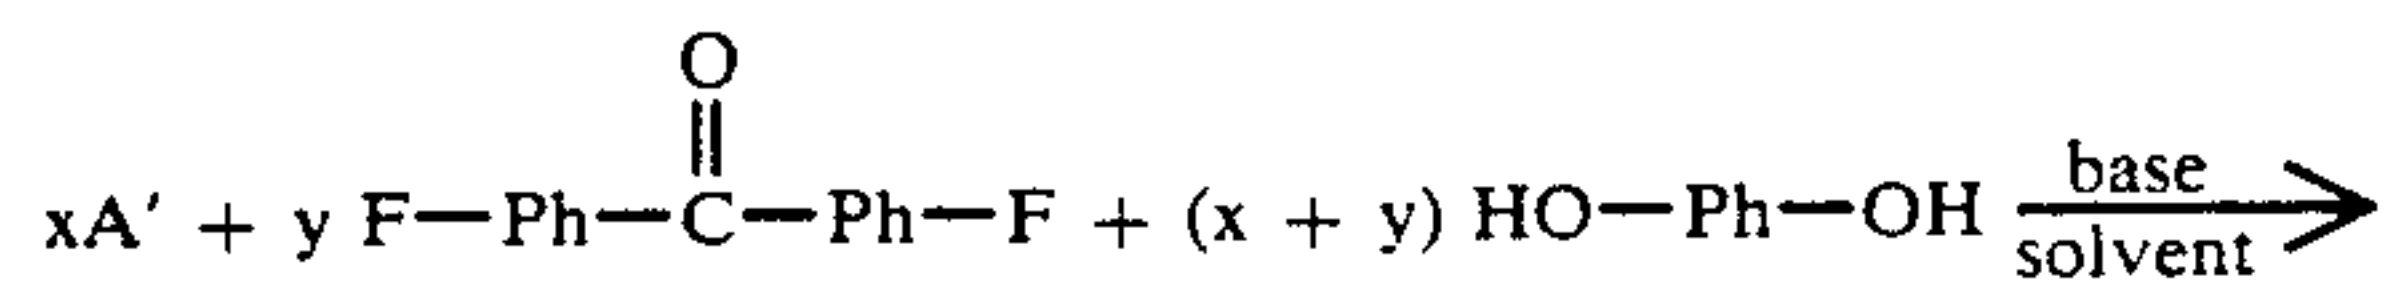 O
xA′ + y F—Ph—C—Ph—F + (x + y) HO—Ph—OH base
solvent